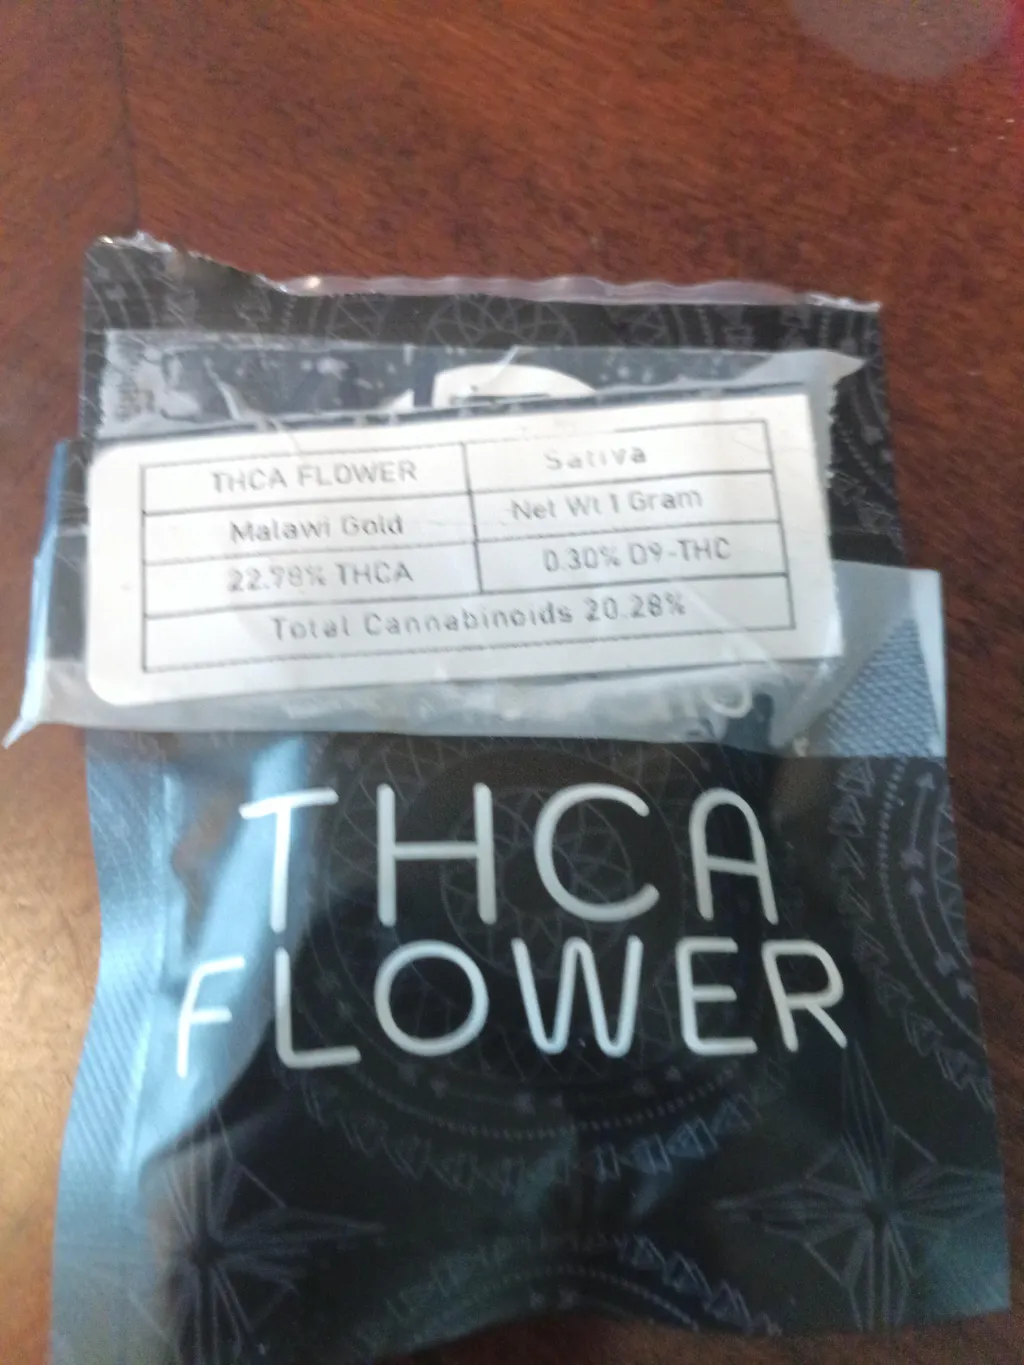 THCA FLOWER Sativa
Malawi Gold Net Wt 1 Gram
22.78% THCA 0.30% D9-THC
Total Cannabinoids 20.28%
THCA
FLOWER